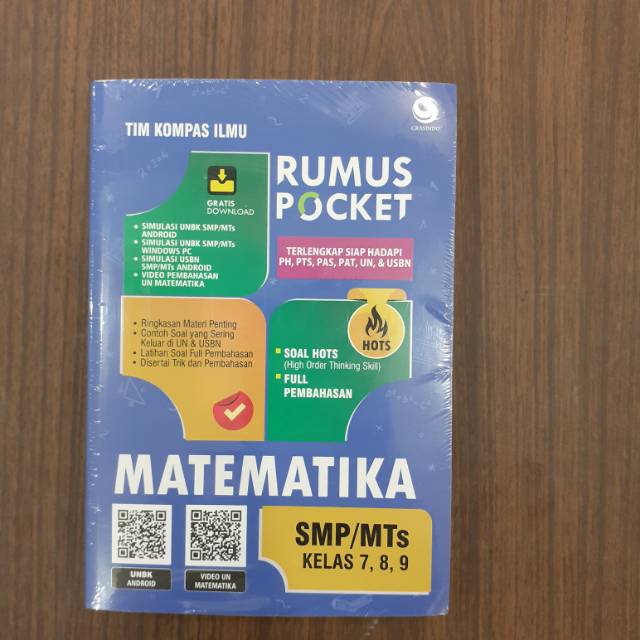 TIM KOMPAS ILMU
GRASINDO
RUMUS
POCKET
TERLENGKAP SIAP HADAPI
PH, PTS, PAS, PAT, UN, & USBN
GRATIS
DOWNLOAD
• SIMULASI UNBK SMP/MTs
ANDROID
• SIMULASI UNBK SMP/MTs
WINDOWS PC
• SIMULASI USBN
SMP/MTs ANDROID
• VIDEO PEMBAHASAN
UN MATEMATIKA
• Ringkasan Materi Penting
• Contoh Soal yang Sering
Keluar di UN & USBN
• Latihan Soal Full Pembahasan
• Disertai Trik dan Pembahasan
HOTS
SOAL HOTS
(High Order Thinking Skill)
FULL
PEMBAHASAN
MATEMATIKA
SMP/MTs
KELAS 7, 8, 9
UNBK
ANDROID
VIDEO UN
MATEMATIKA